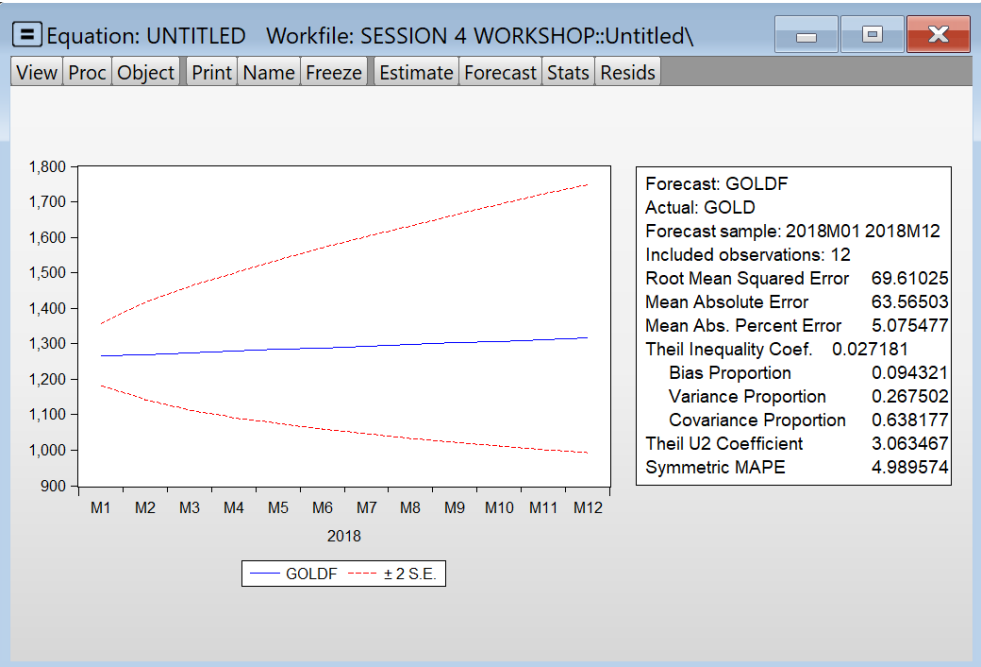 Equation: UNTITLED Workfile: SESSION 4 WORKSHOP::Untitled\
View Proc Object Print Name Freeze Estimate Forecast Stats Resids
1,800
1,700
1,600
1,500
1,400
1,300
1,200
1,100
1,000
900
M1 M2 M3 M4 M5 M6 M7 M8 M9 M10 M11 M12
2018
GOLDF ± 2 S.E.
Forecast: GOLDF
Actual: GOLD
Forecast sample: 2018M01 2018M12
Included observations: 12
Root Mean Squared Error 69.61025
Mean Absolute Error 63.56503
Mean Abs. Percent Error 5.075477
Theil Inequality Coef. 0.027181
Bias Proportion 0.094321
Variance Proportion 0.267502
Covariance Proportion 0.638177
Theil U2 Coefficient 3.063467
Symmetric MAPE 4.989574